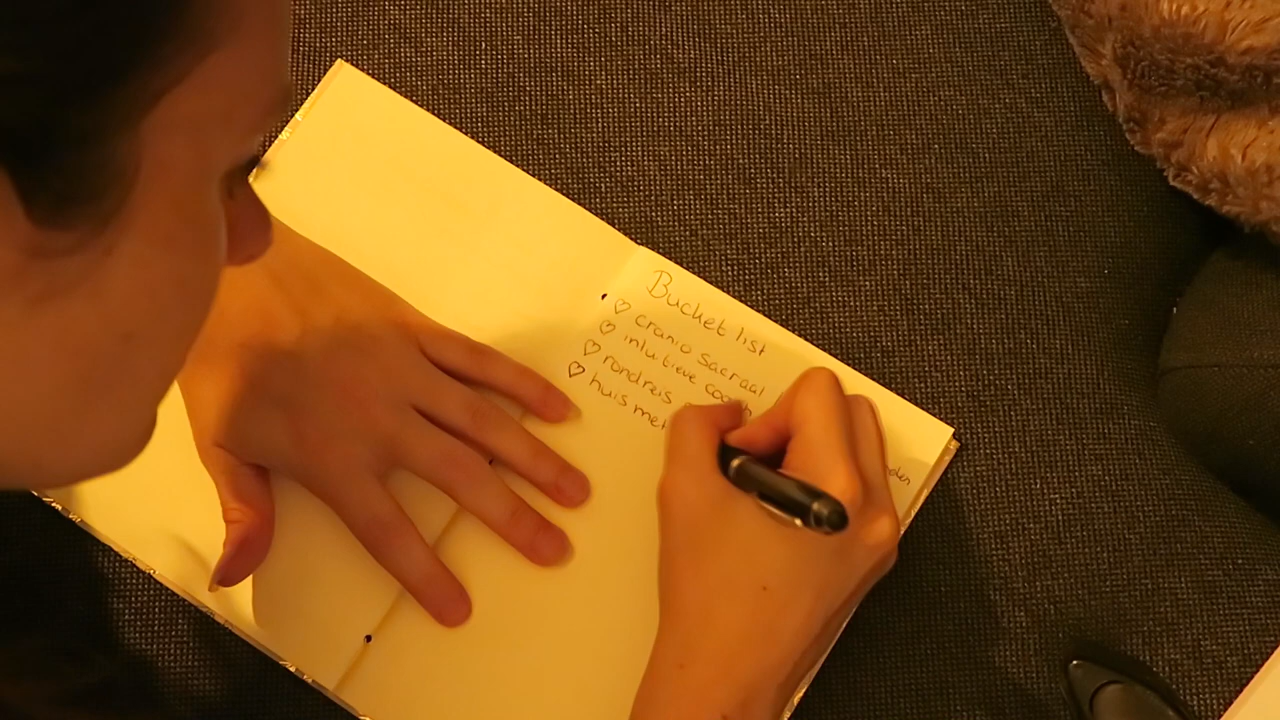 Bucket list
♡ cranio sacraal
♡ intuitieve coach
♡ rondreis
♡ huis met